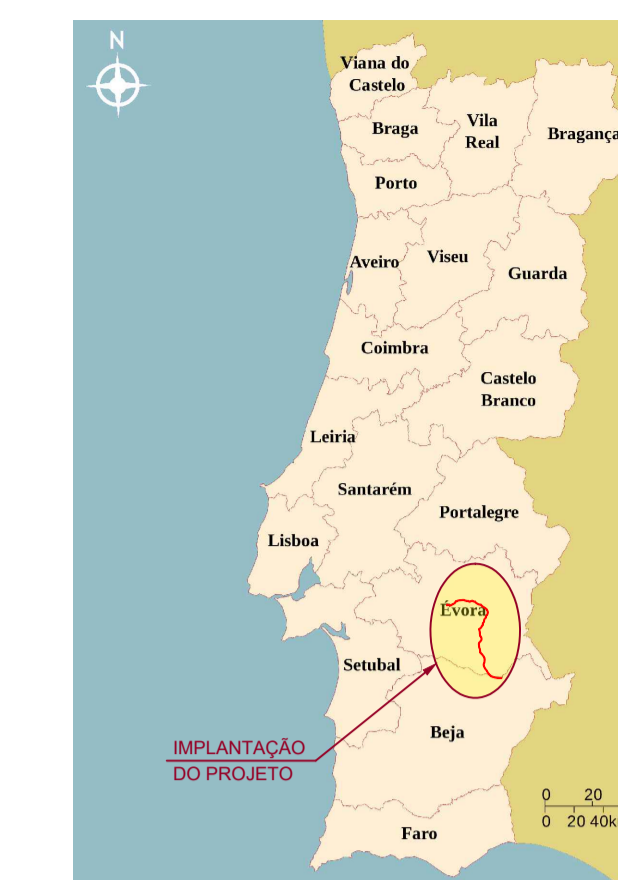 N
Viana do
Castelo
Braga
Vila
Real
Bragança
Porto
Aveiro
Viseu
Guarda
Coimbra
Castelo
Branco
Leiria
Santarém
Portalegre
Lisboa
Évora
Setubal
Beja
IMPLANTAÇÃO
DO PROJETO
0 20
0 20 40k
Faro